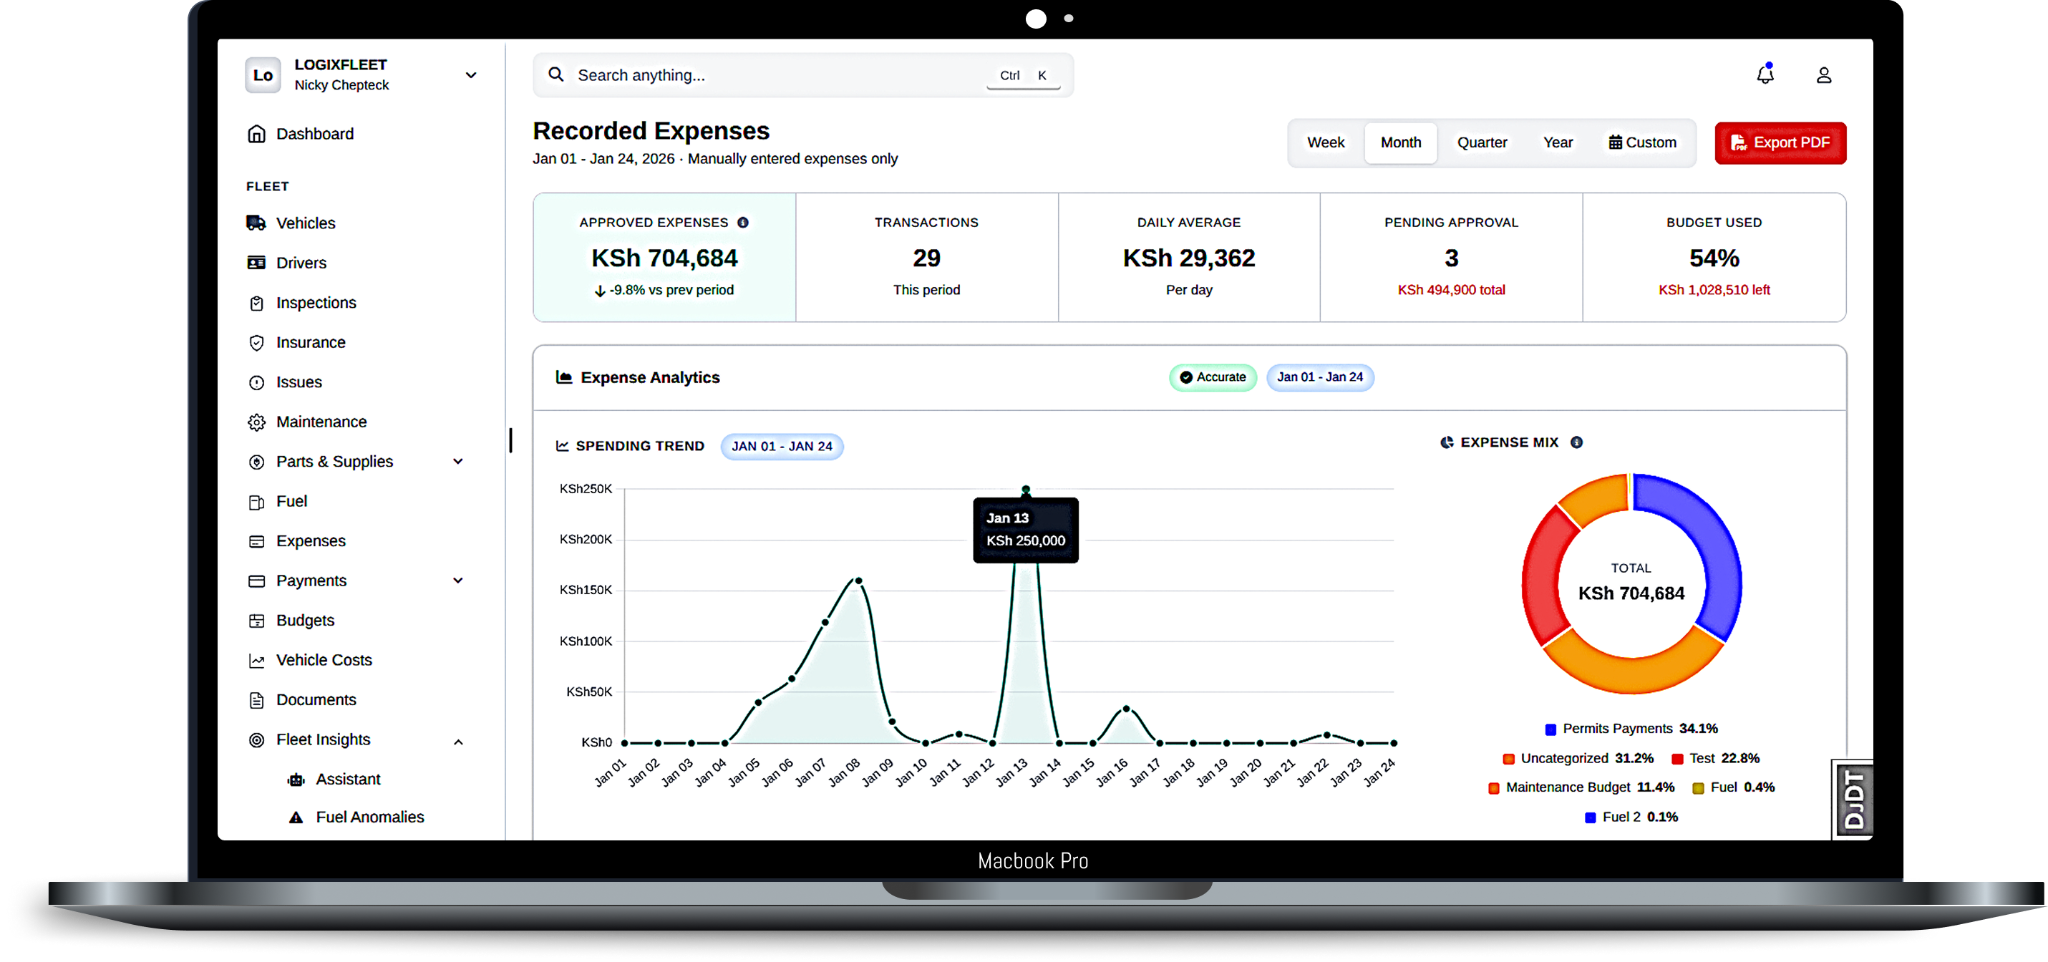 Lo
LOGIXFLEET
Nicky Chepteck
Dashboard
FLEET
Vehicles
Drivers
Inspections
Insurance
Issues
Maintenance
Parts & Supplies
Fuel
Expenses
Payments
Budgets
Vehicle Costs
Documents
Fleet Insights
Assistant
Fuel Anomalies
Search anything... Ctrl K
Recorded Expenses
Jan 01 - Jan 24, 2026 · Manually entered expenses only
Week Month Quarter Year Custom Export PDF
APPROVED EXPENSES
KSh 704,684
-9.8% vs prev period
TRANSACTIONS
29
This period
DAILY AVERAGE
KSh 29,362
Per day
PENDING APPROVAL
3
KSh 494,900 total
BUDGET USED
54%
KSh 1,028,510 left
Expense Analytics Accurate Jan 01 - Jan 24
SPENDING TREND JAN 01 - JAN 24
KSh250K
KSh200K
KSh150K
KSh100K
KSh50K
KSh0
Jan 13
KSh 250,000
Jan 01 Jan 02 Jan 03 Jan 04 Jan 05 Jan 06 Jan 07 Jan 08 Jan 09 Jan 10 Jan 11 Jan 12 Jan 13 Jan 14 Jan 15 Jan 16 Jan 17 Jan 18 Jan 19 Jan 20 Jan 21 Jan 22 Jan 23 Jan 24
EXPENSE MIX
TOTAL
KSh 704,684
Permits Payments 34.1%
Uncategorized 31.2% Test 22.8%
Maintenance Budget 11.4% Fuel 0.4%
Fuel 2 0.1%
DJDT
Macbook Pro